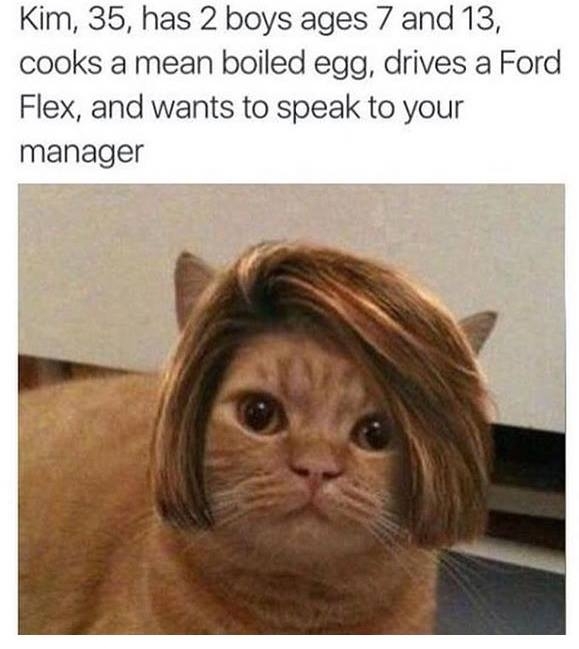 Kim, 35, has 2 boys ages 7 and 13,
cooks a mean boiled egg, drives a Ford
Flex, and wants to speak to your
manager